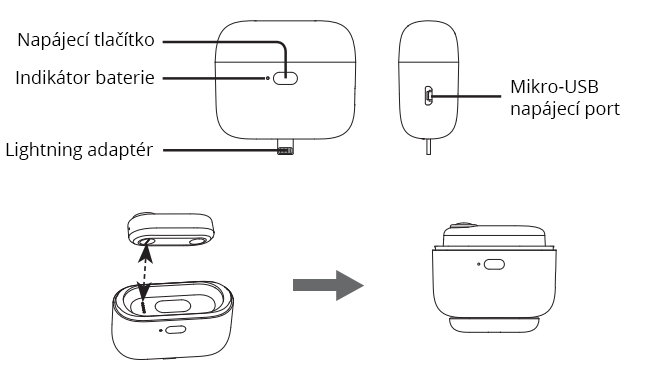 Napájecí tlačítko
Indikátor baterie
Lightning adaptér
Mikro-USB
napájecí port